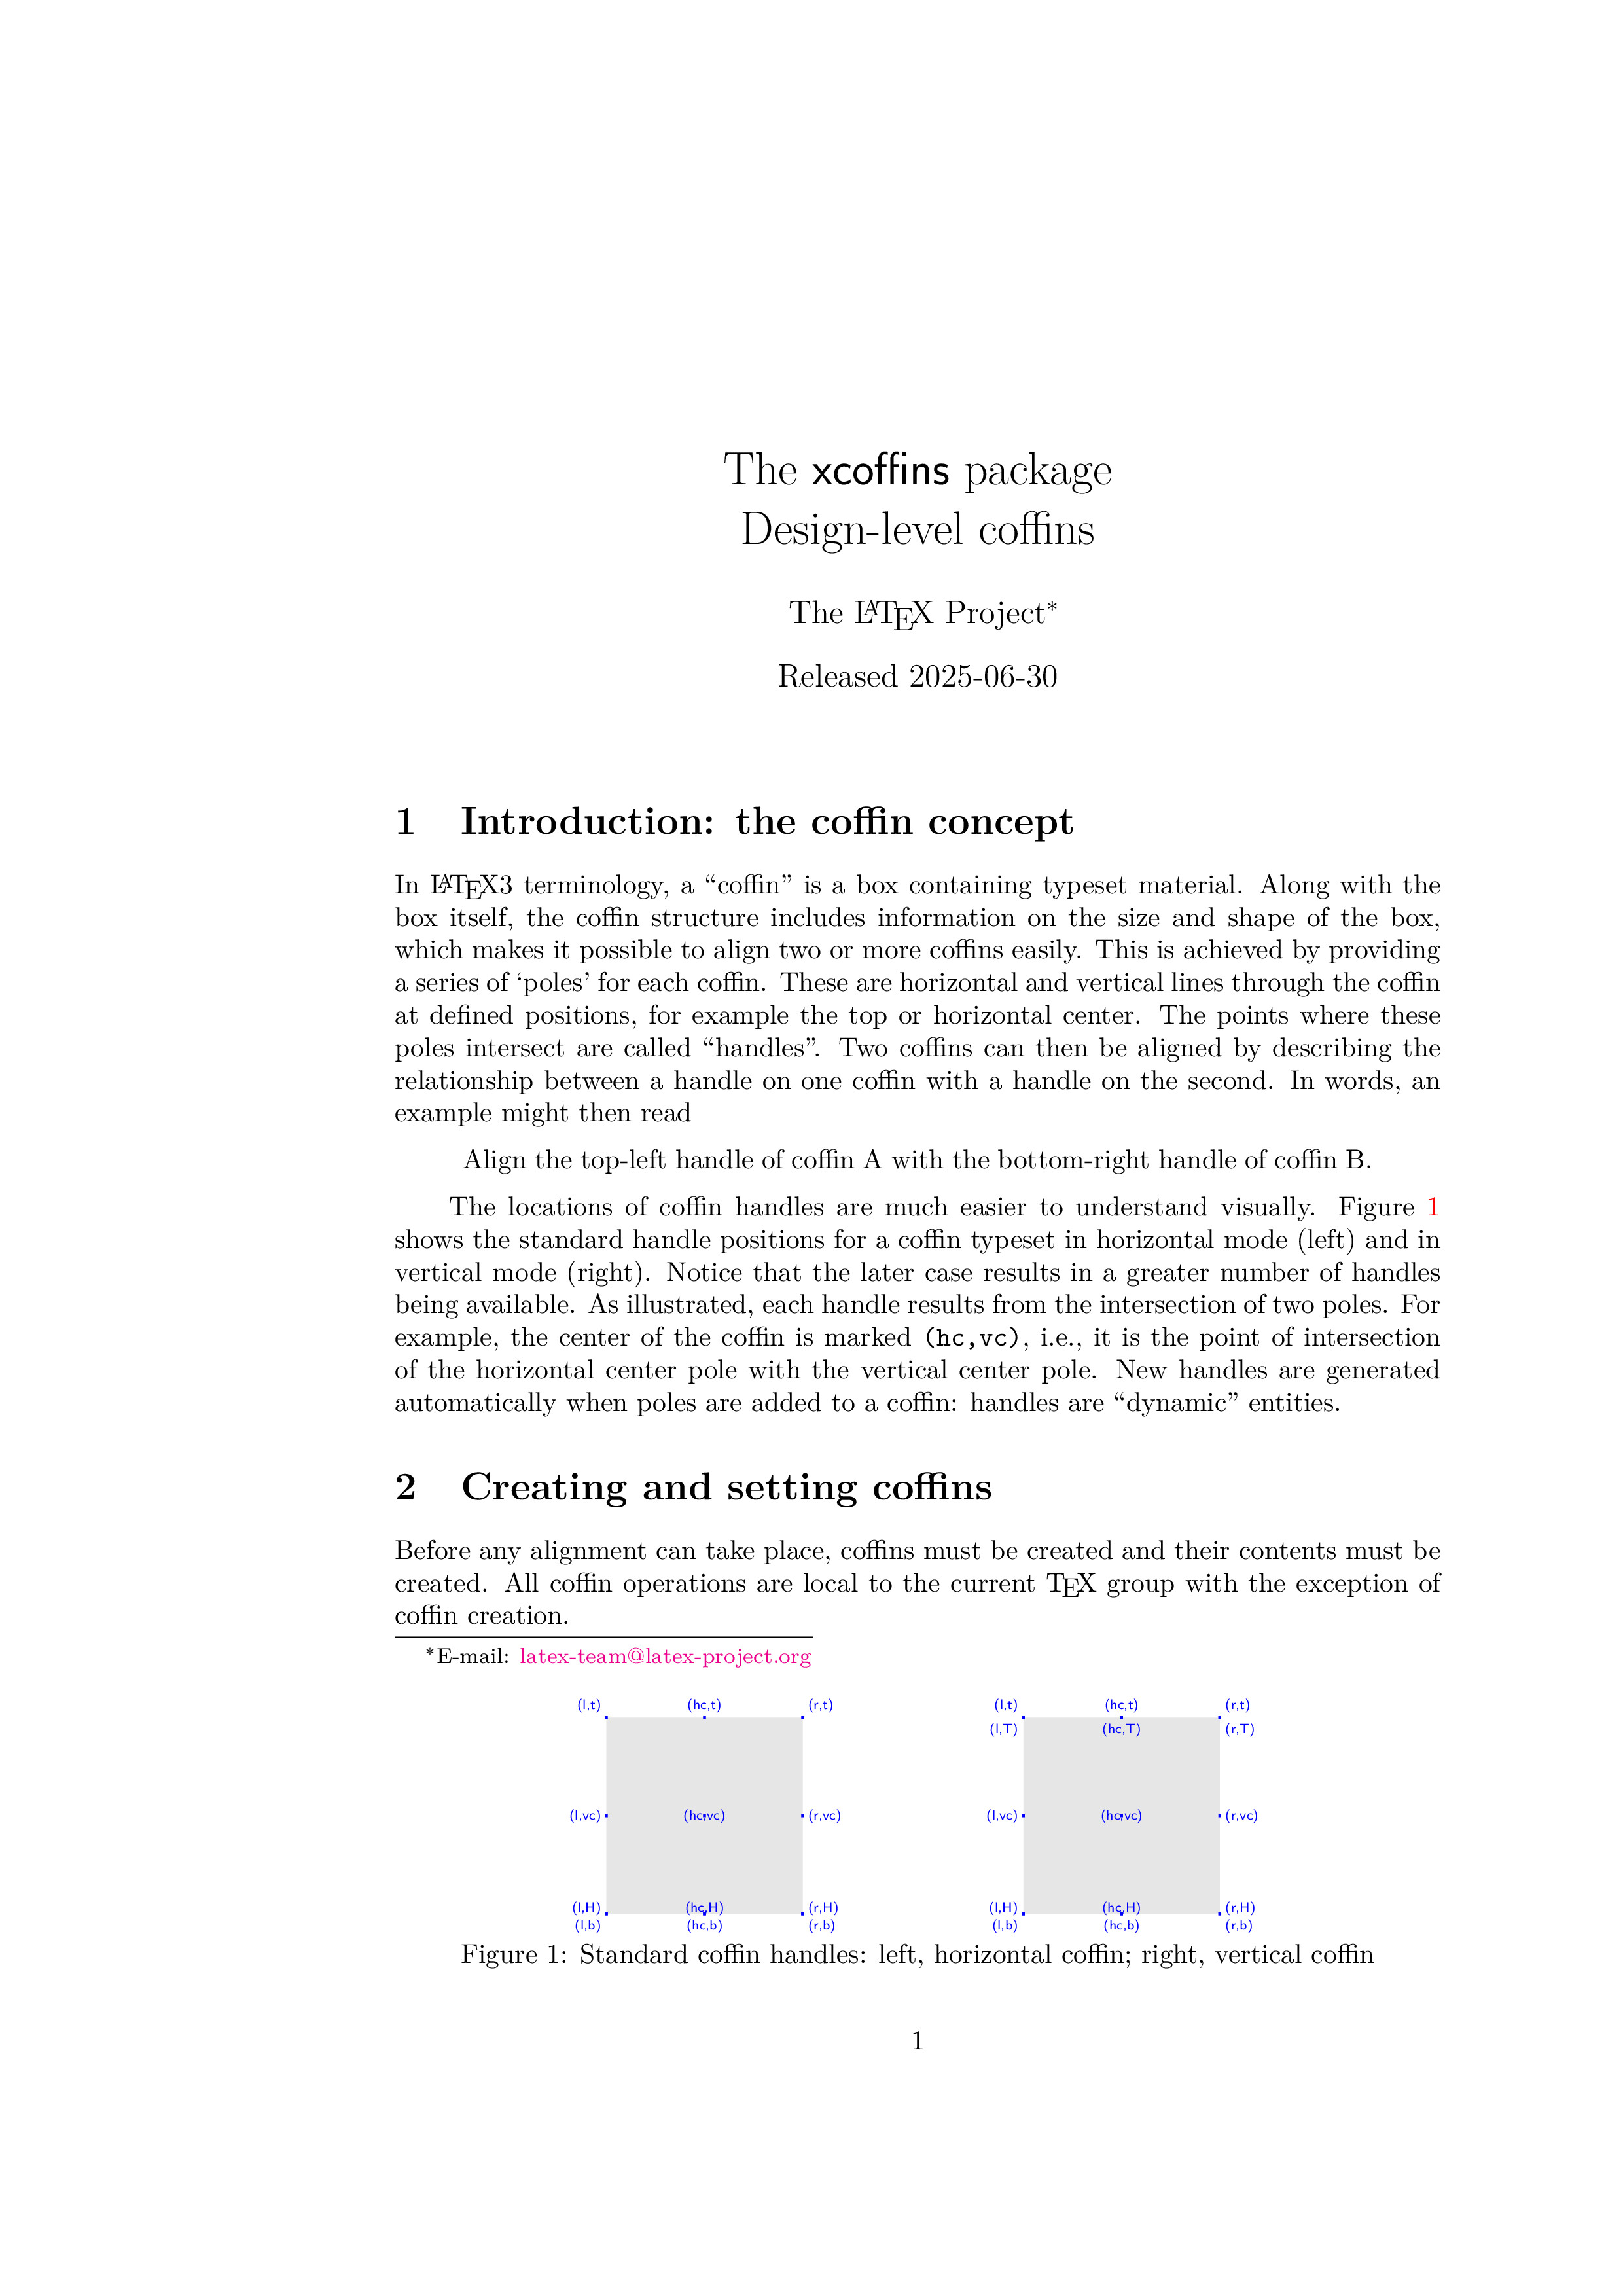 The xcoffins package
Design-level coffins
The LATEX Project*
Released 2025-06-30
1 Introduction: the coffin concept
In LATEX3 terminology, a “coffin” is a box containing typeset material. Along with the
box itself, the coffin structure includes information on the size and shape of the box,
which makes it possible to align two or more coffins easily. This is achieved by providing
a series of ‘poles’ for each coffin. These are horizontal and vertical lines through the coffin
at defined positions, for example the top or horizontal center. The points where these
poles intersect are called “handles”. Two coffins can then be aligned by describing the
relationship between a handle on one coffin with a handle on the second. In words, an
example might then read
Align the top-left handle of coffin A with the bottom-right handle of coffin B.
The locations of coffin handles are much easier to understand visually. Figure 1
shows the standard handle positions for a coffin typeset in horizontal mode (left) and in
vertical mode (right). Notice that the later case results in a greater number of handles
being available. As illustrated, each handle results from the intersection of two poles. For
example, the center of the coffin is marked (hc,vc), i.e., it is the point of intersection
of the horizontal center pole with the vertical center pole. New handles are generated
automatically when poles are added to a coffin: handles are “dynamic” entities.
2 Creating and setting coffins
Before any alignment can take place, coffins must be created and their contents must be
created. All coffin operations are local to the current TEX group with the exception of
coffin creation.
*E-mail: latex-team@latex-project.org
(l,t) (hc,t) (r,t) (l,t) (hc,t) (r,t)
(l,T) (hc,T) (r,T)
(l,vc) (hc,vc) (r,vc) (l,vc) (hc,vc) (r,vc)
(l,H) (hc,H) (r,H) (l,H) (hc,H) (r,H)
(l,b) (hc,b) (r,b) (l,b) (hc,b) (r,b)
Figure 1: Standard coffin handles: left, horizontal coffin; right, vertical coffin
1